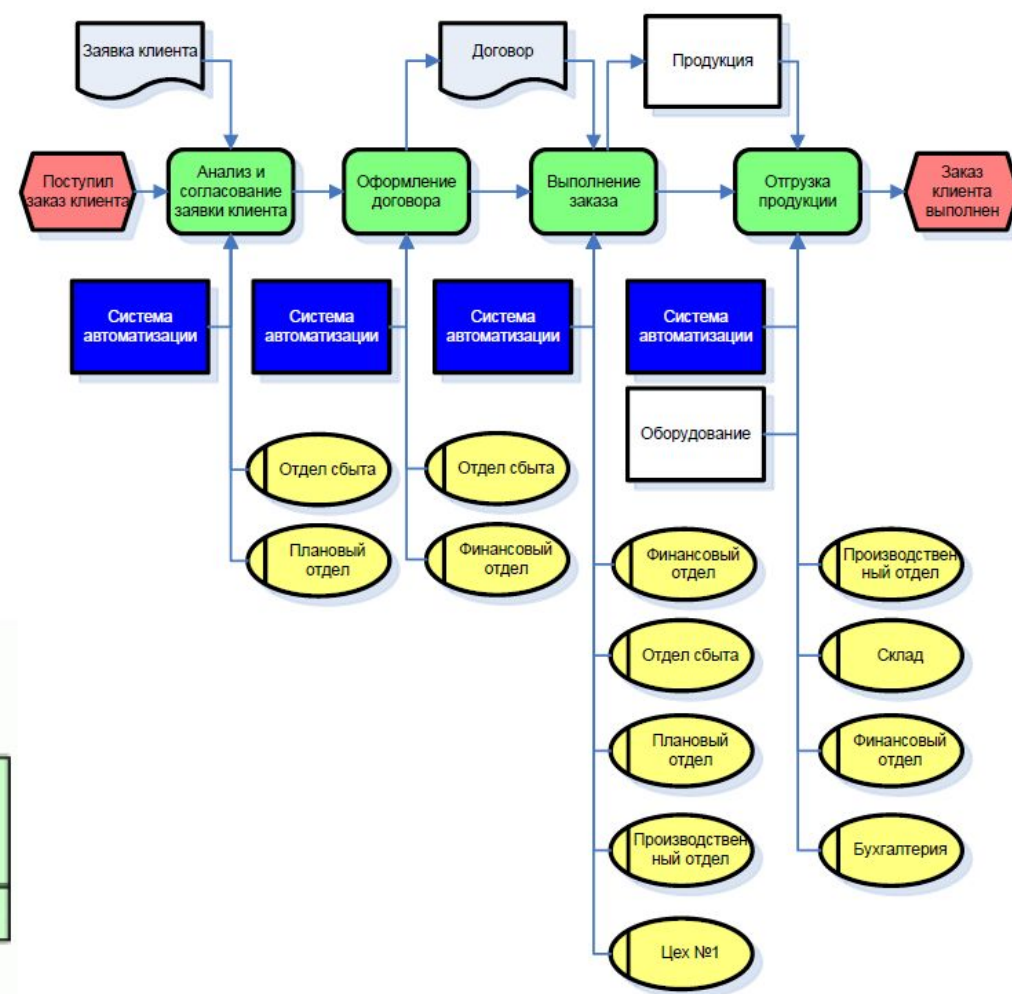 Заявка клиента
Договор
Продукция
Поступил
заказ клиента
Анализ и
согласование
заявки клиента
Оформление
договора
Выполнение
заказа
Отгрузка
продукции
Заказ
клиента
выполнен
Система
автоматизации
Система
автоматизации
Система
автоматизации
Система
автоматизации
Оборудование
Отдел сбыта
Отдел сбыта
Плановый
отдел
Финансовый
отдел
Финансовый
отдел
Производствен
ный отдел
Отдел сбыта
Склад
Плановый
отдел
Финансовый
отдел
Производствен
ный отдел
Бухгалтерия
Цех №1